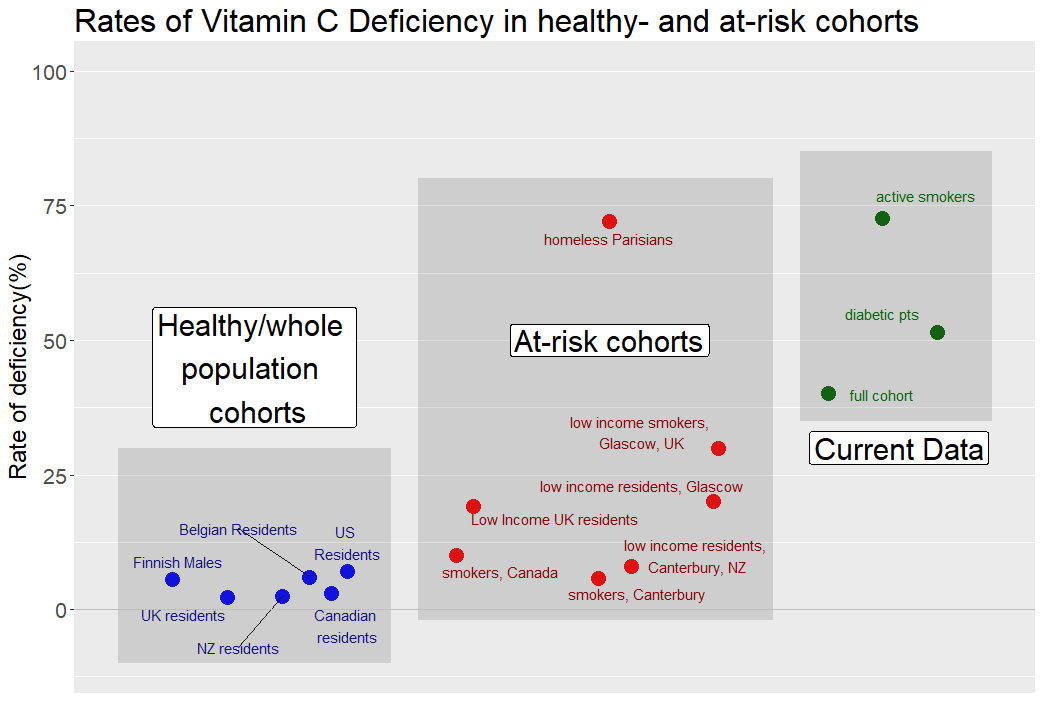 Rates of Vitamin C Deficiency in healthy- and at-risk cohorts
Rate of deficiency(%)
100
75
50
25
0
Healthy/whole
population
cohorts
Belgian Residents
US
Residents
Finnish Males
UK residents
NZ residents
Canadian
residents
At-risk cohorts
homeless Parisians
low income smokers,
Glasgow, UK
low income residents, Glascow
Low Income UK residents
low income residents,
Canterbury, NZ
smokers, Canada
smokers, Canterbury
active smokers
diabetic pts
full cohort
Current Data